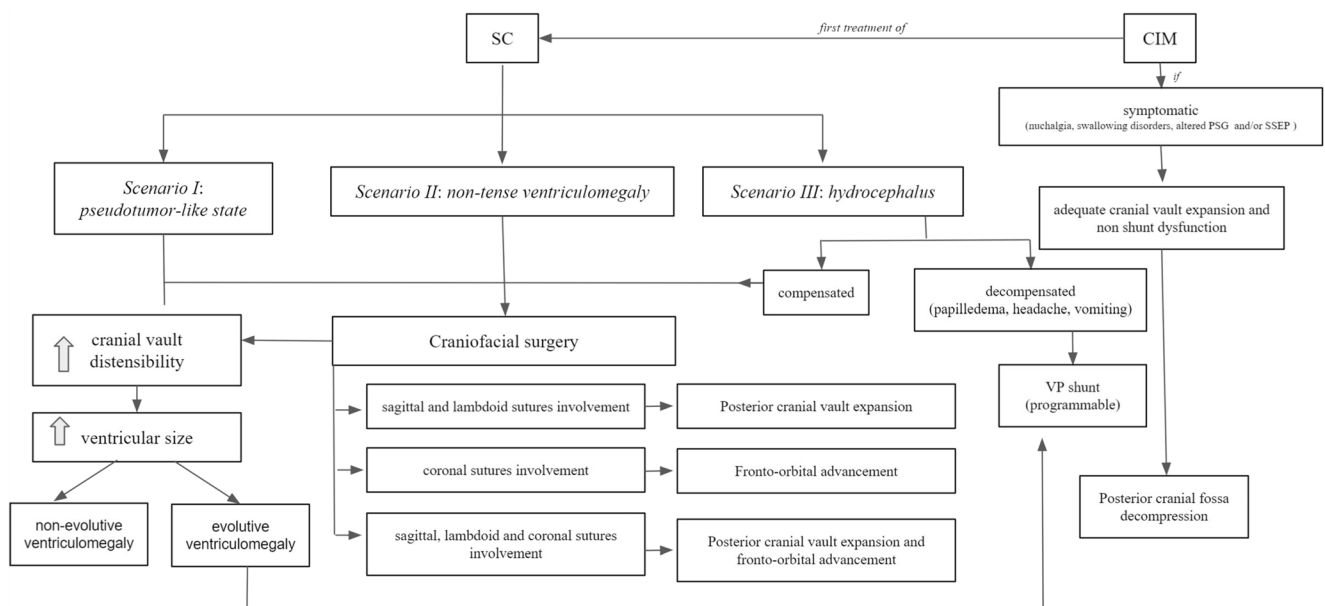 SC
first treatment of
CIM
if
symptomatic
(nuchalgia, swallowing disorders, altered PSG and/or SSEP )
Scenario I:
pseudotumor-like state
Scenario II: non-tense ventriculomegaly
Scenario III: hydrocephalus
adequate cranial vault expansion and
non shunt dysfunction
compensated
decompensated
(papilledema, headache, vomiting)
cranial vault
distensibility
Craniofacial surgery
VP shunt
(programmable)
sagittal and lambdoid sutures involvement
Posterior cranial vault expansion
ventricular size
coronal sutures involvement
Fronto-orbital advancement
Posterior cranial fossa
decompression
non-evolutive
ventriculomegaly
evolutive
ventriculomegaly
sagittal, lambdoid and coronal sutures
involvement
Posterior cranial vault expansion and
fronto-orbital advancement